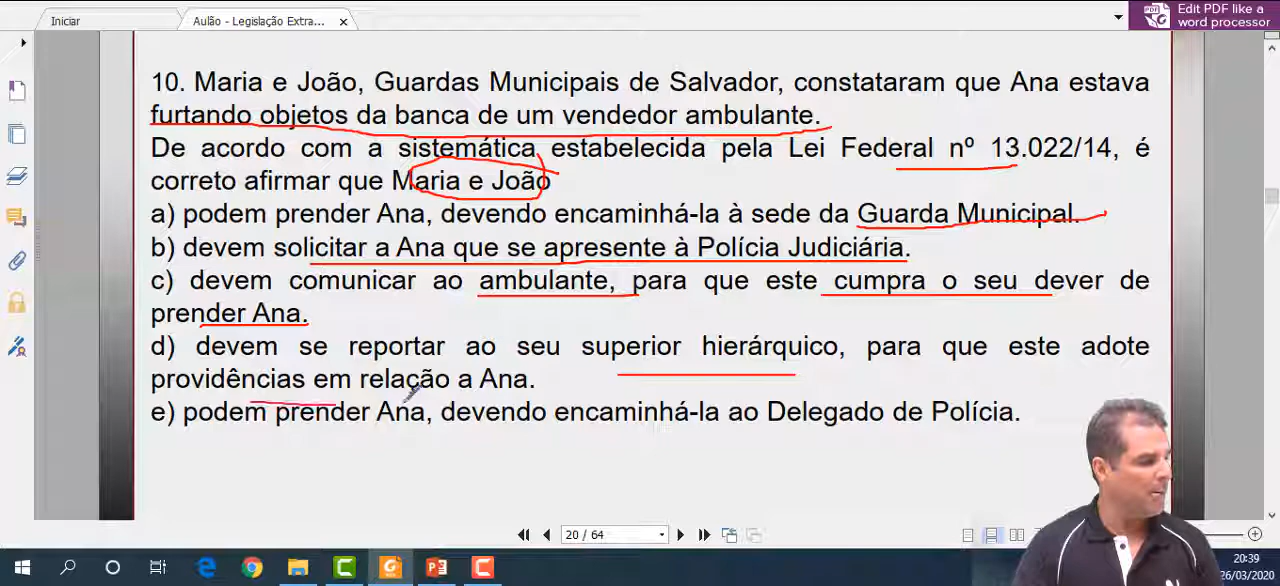 Iniciar
Aulão - Legislação Extra...
Edit PDF like a
word processor
10. Maria e João, Guardas Municipais de Salvador, constataram que Ana estava
furtando objetos da banca de um vendedor ambulante.
De acordo com a sistemática estabelecida pela Lei Federal nº 13.022/14, é
correto afirmar que Maria e João
a) podem prender Ana, devendo encaminhá-la à sede da Guarda Municipal.
b) devem solicitar a Ana que se apresente à Polícia Judiciária.
c) devem comunicar ao ambulante, para que este cumpra o seu dever de
prender Ana.
d) devem se reportar ao seu superior hierárquico, para que este adote
providências em relação a Ana.
e) podem prender Ana, devendo encaminhá-la ao Delegado de Polícia.
20 / 64
20:39
26/03/2020